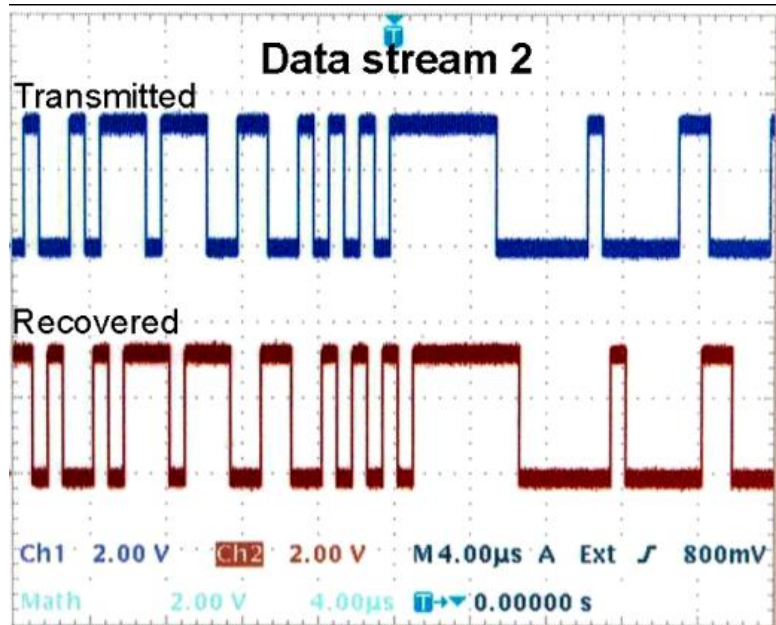 T
Data stream 2
Transmitted
Recovered
Ch1 2.00 V Ch2 2.00 V M 4.00µs A Ext ƒ 800mV
Math 2.00 V 4.00µs T→▼ 0.00000 s